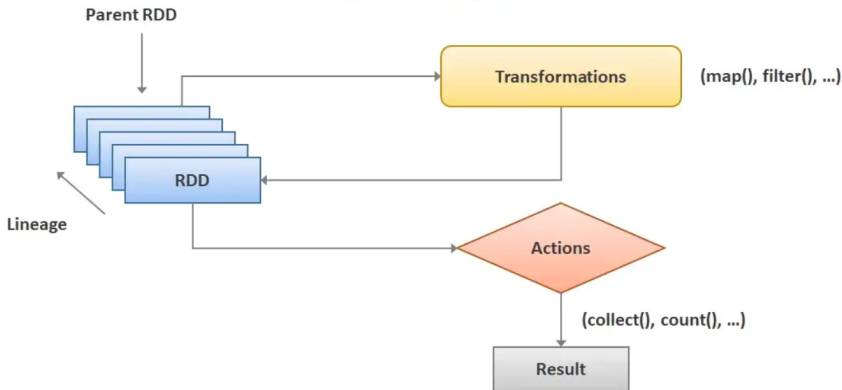 Parent RDD
Transformations
(map(), filter(), ...)
RDD
Lineage
Actions
(collect(), count(), ...)
Result